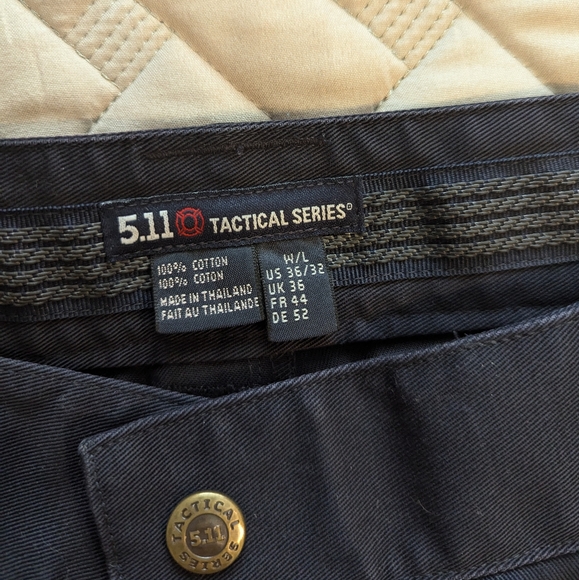 5.11 TACTICAL SERIES®
100% COTTON
100% COTON
MADE IN THAILAND
FAIT AU THAILANDE
W/L
US 36/32
UK 36
FR 44
DE 52
TACTICAL
5.11
SERIES